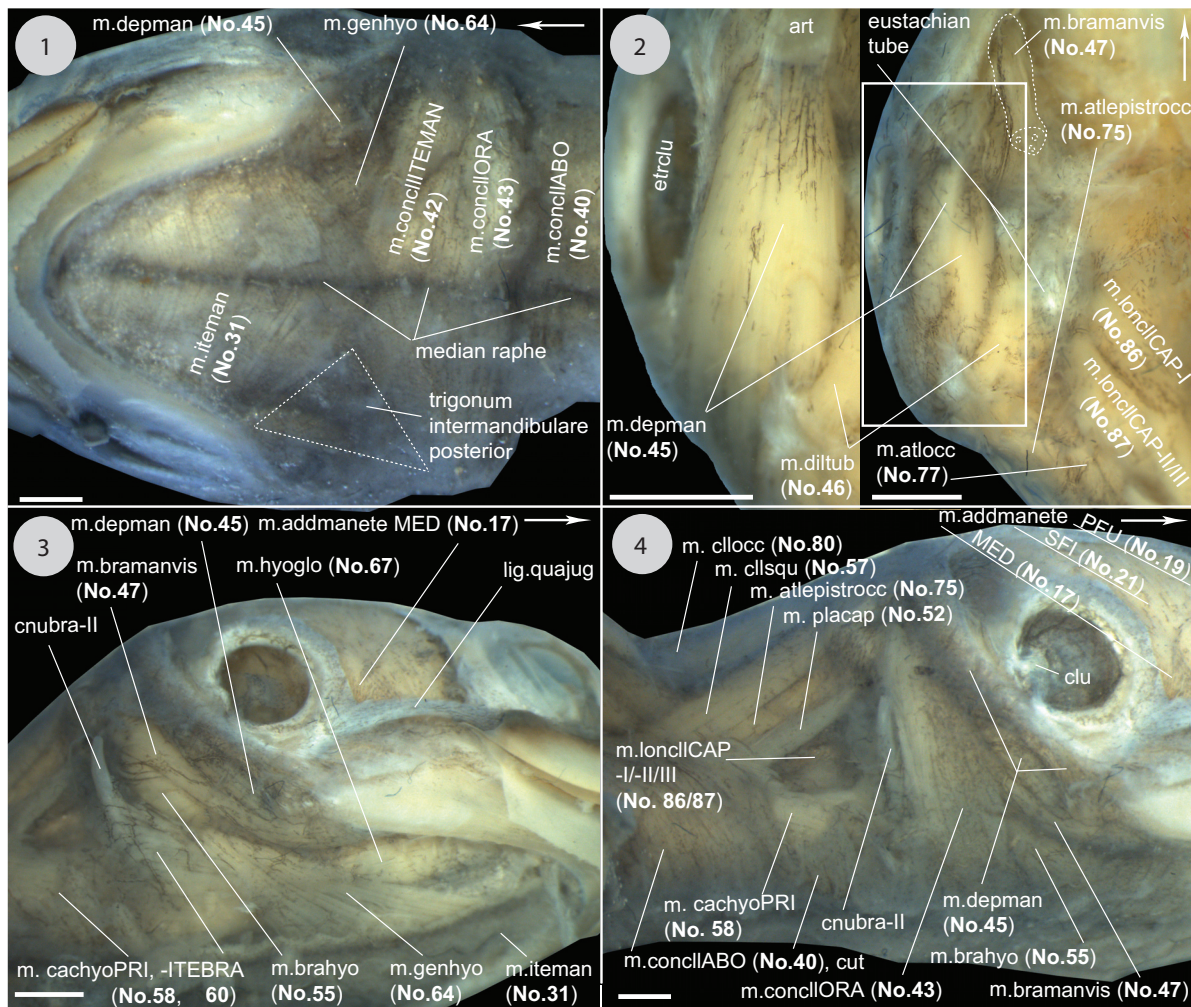 1
m.depman (No.45)
m.genhyo (No.64)
m.conclIITEMAN
(No.42)
m.conclIORA
(No.43)
m.conclIABO
(No.40)
m.iteman
(No.31)
median raphe
trigonum
intermandibulare
posterior
2
art
etrclu
m.depman
(No.45)
m.diltub
(No.46)
eustachian
tube
m.bramanvis
(No.47)
m.atlepistrocc
(No.75)
m.lonclICAP-I
(No.86)
m.lonclICAP-II/III
(No.87)
m.atlocc
(No.77)
3
m.depman (No.45)
m.addmanete MED (No.17)
m.bramanvis
(No.47)
m.hyoglo (No.67)
lig.quajug
cnubra-II
m. cachyoPRI, -ITEBRA
(No.58, 60)
m.brahyo
(No.55)
m.genhyo
(No.64)
m.iteman
(No.31)
4
m.addmanete
PFU (No.19)
SFI (No.21)
MED (No.17)
m. cllocc (No.80)
m. cllsqu (No.57)
m. atlepistrocc (No.75)
m. placap (No.52)
clu
m.lonclICAP
-I/-II/III
(No. 86/87)
m. cachyoPRI
(No. 58)
cnubra-II
m.depman
(No.45)
m.brahyo (No.55)
m.conclIABO (No.40), cut
m.conclIORA (No.43)
m.bramanvis (No.47)